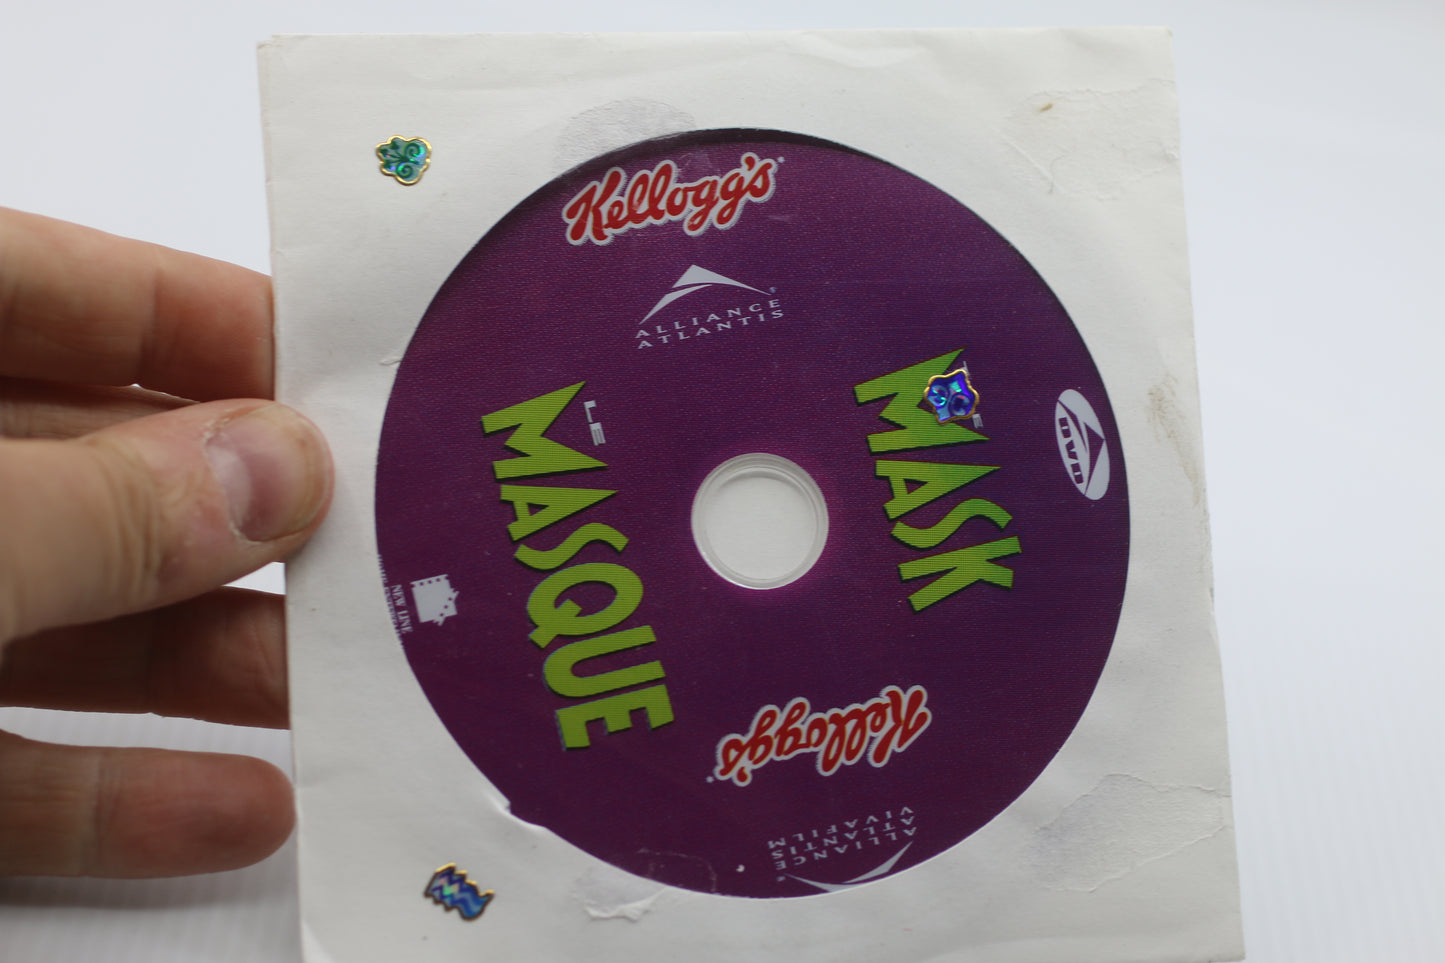 Kellogg's
ALLIANCE
ATLANTIS
THE
MASK
DVD
LE
MASQUE
NEW LINE
Kellogg's
ALLIANCE
ATLANTIS
VIVAFILM